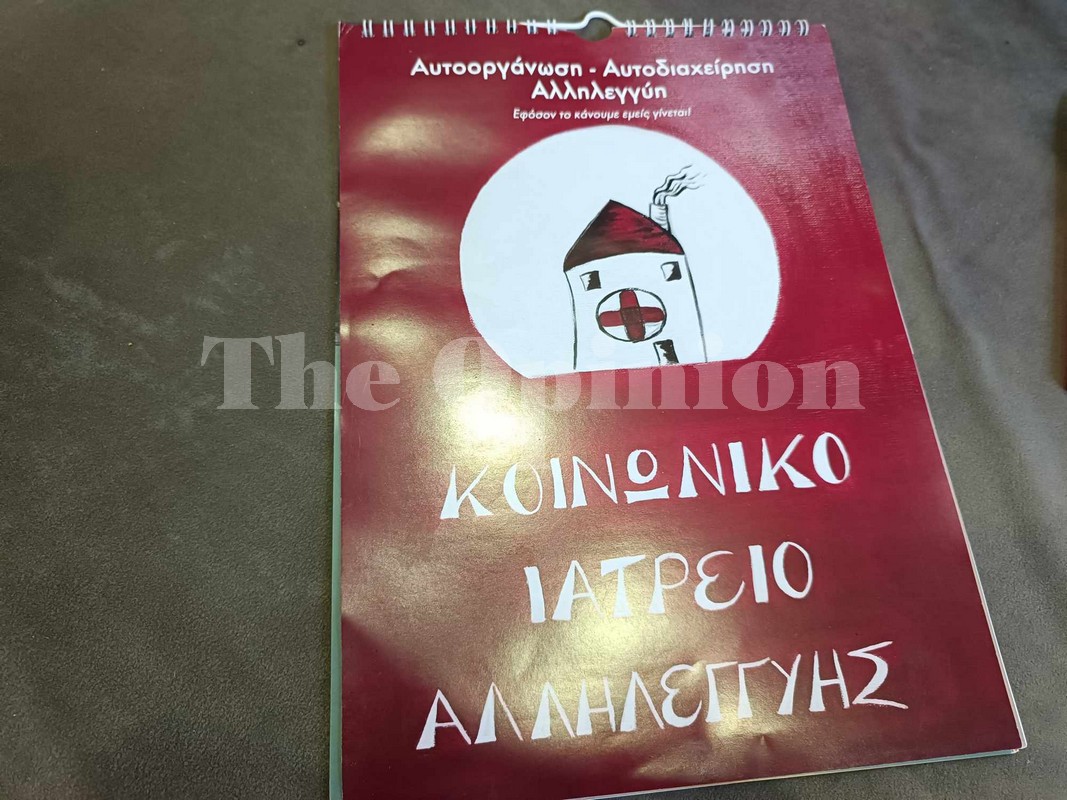 Αυτοοργάνωση - Αυτοδιαχείρηση
Αλληλεγγύη
Εφόσον το κάνουμε εμείς γίνεται!
The Opinion
ΚΟΙΝΩΝΙΚΟ
ΙΑΤΡΕΙΟ
ΑΛΛΗΛΕΓΓΥΗΣ